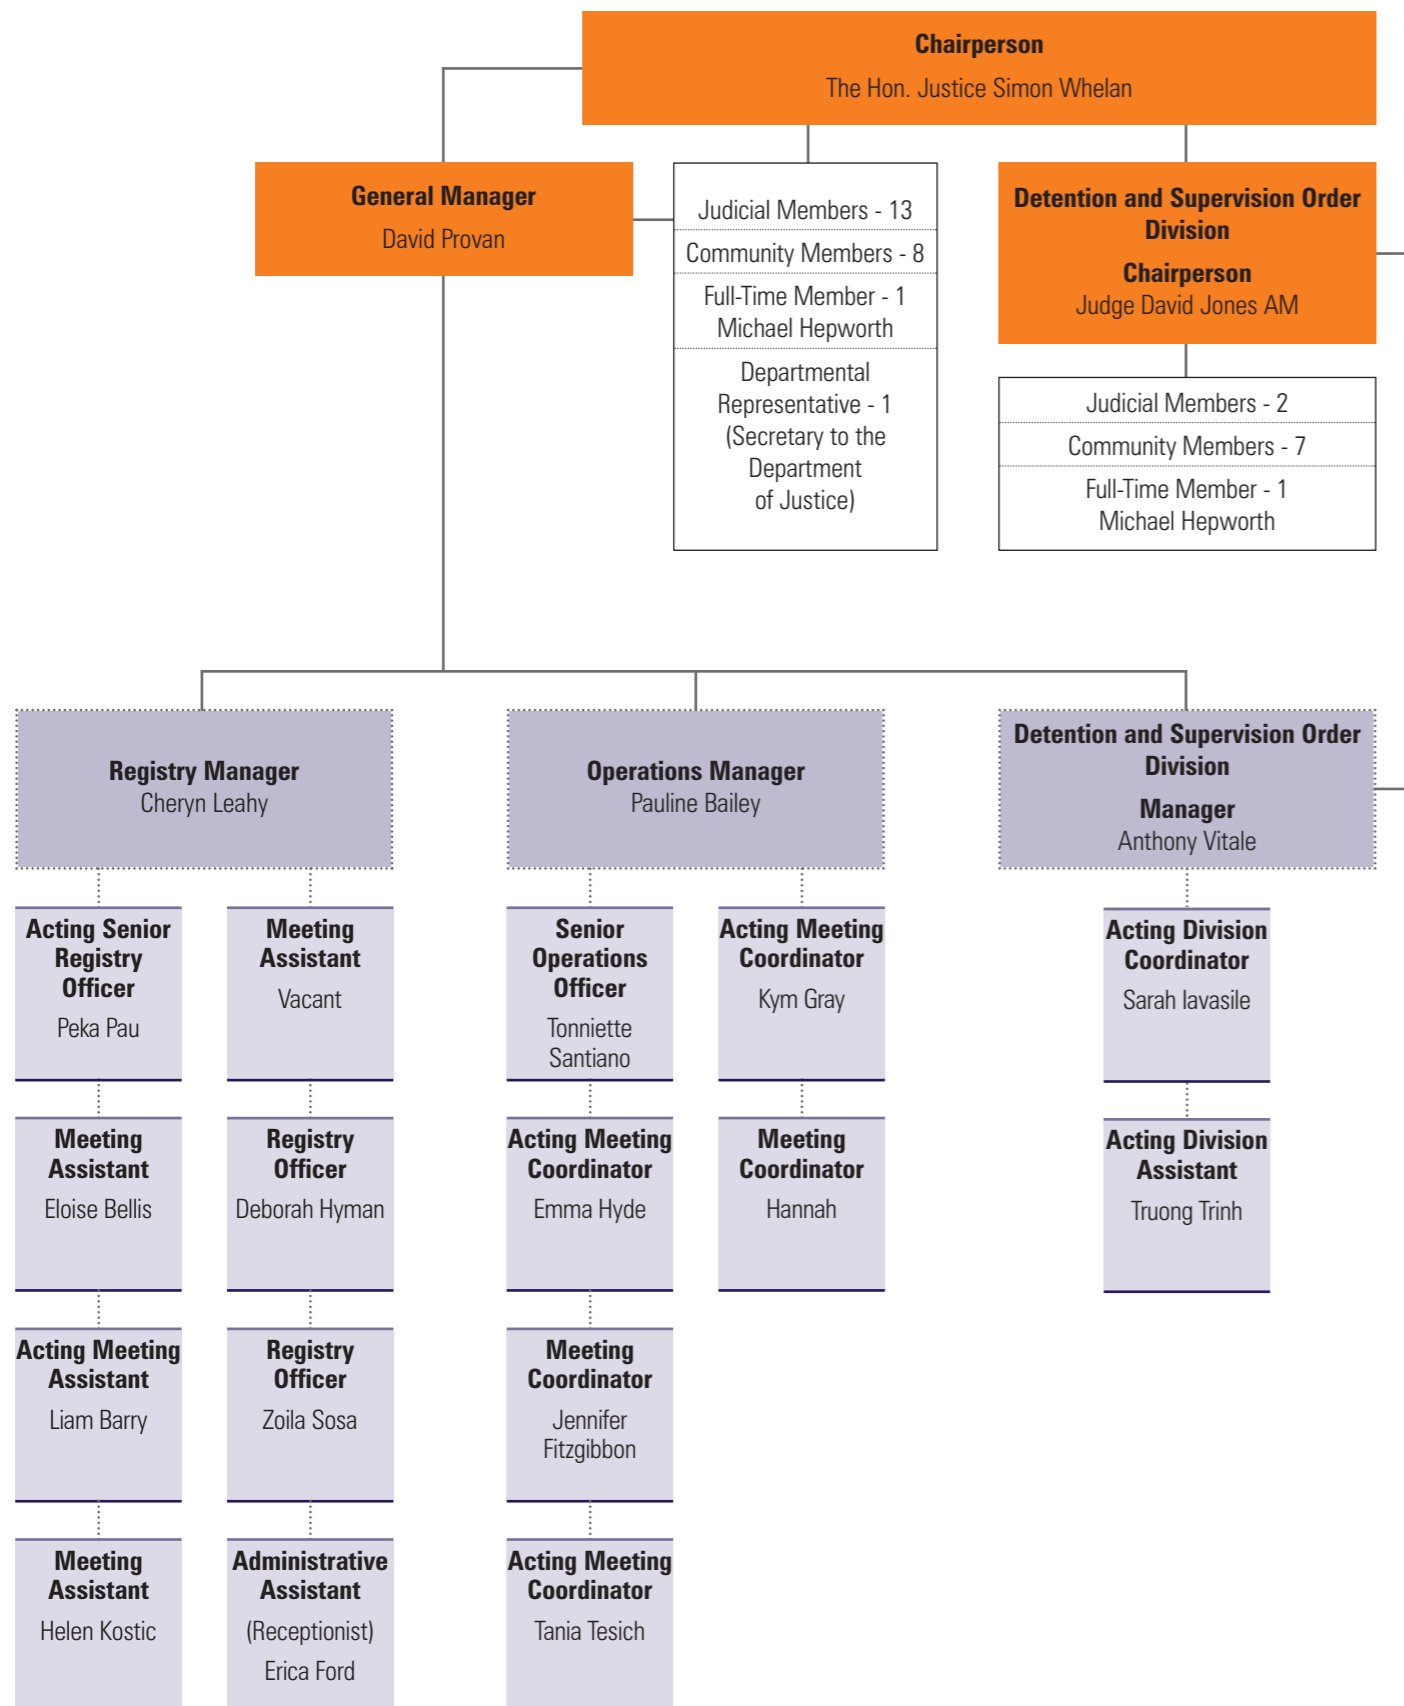 Chairperson
The Hon. Justice Simon Whelan
General Manager
David Provan
Judicial Members - 13
Community Members - 8
Full-Time Member - 1
Michael Hepworth
Departmental
Representative - 1
(Secretary to the
Department
of Justice)
Detention and Supervision Order
Division
Chairperson
Judge David Jones AM
Judicial Members - 2
Community Members - 7
Full-Time Member - 1
Michael Hepworth
Registry Manager
Cheryn Leahy
Operations Manager
Pauline Bailey
Detention and Supervision Order
Division
Manager
Anthony Vitale
Acting Senior
Registry
Officer
Peka Pau
Meeting
Assistant
Vacant
Senior
Operations
Officer
Tonniette
Santiano
Acting Meeting
Coordinator
Kym Gray
Acting Division
Coordinator
Sarah Iavasile
Meeting
Assistant
Eloise Bellis
Registry
Officer
Deborah Hyman
Acting Meeting
Coordinator
Emma Hyde
Meeting
Coordinator
Hannah
Acting Division
Assistant
Truong Trinh
Acting Meeting
Assistant
Liam Barry
Registry
Officer
Zoila Sosa
Meeting
Coordinator
Jennifer
Fitzgibbon
Meeting
Assistant
Helen Kostic
Administrative
Assistant
(Receptionist)
Erica Ford
Acting Meeting
Coordinator
Tania Tesich